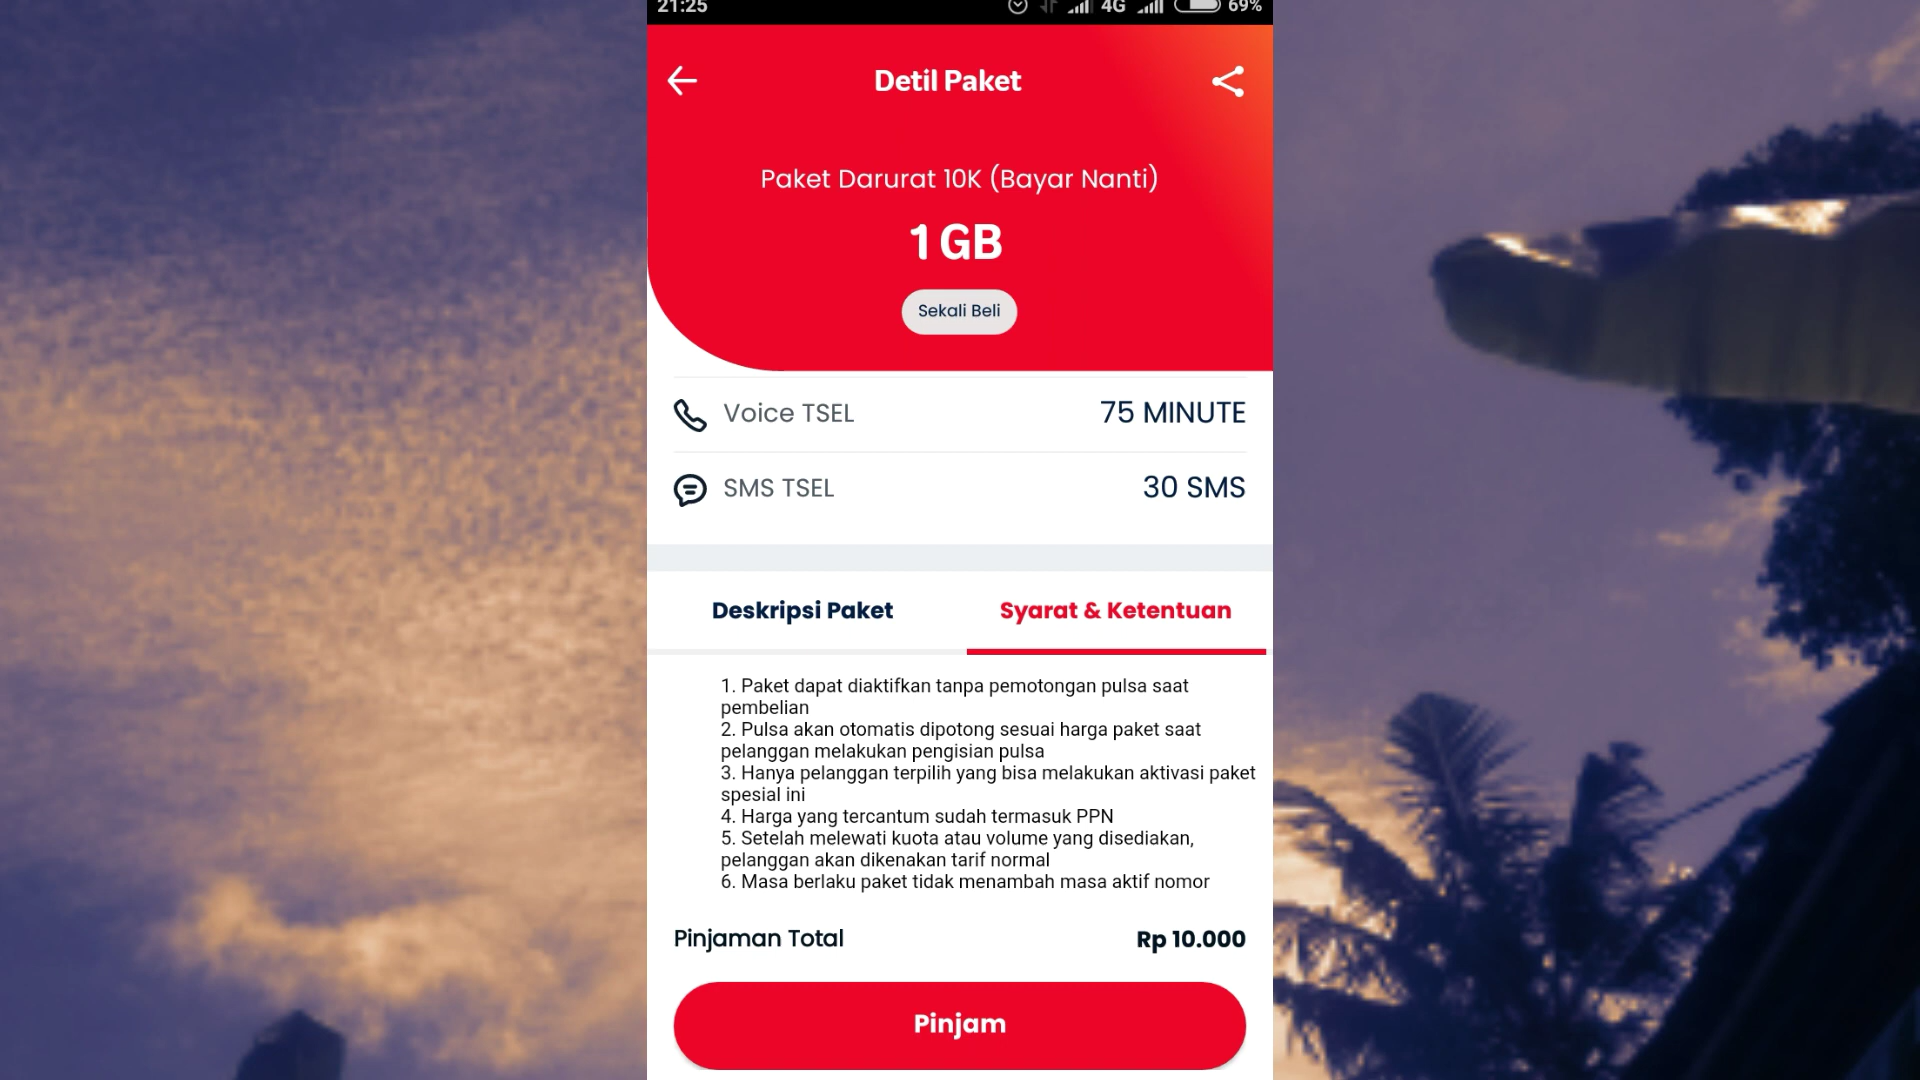 21:25 4G 69%
Detil Paket
Paket Darurat 10K (Bayar Nanti)
1 GB
Sekali Beli
Voice TSEL 75 MINUTE
SMS TSEL 30 SMS
Deskripsi Paket Syarat & Ketentuan
1. Paket dapat diaktifkan tanpa pemotongan pulsa saat
pembelian
2. Pulsa akan otomatis dipotong sesuai harga paket saat
pelanggan melakukan pengisian pulsa
3. Hanya pelanggan terpilih yang bisa melakukan aktivasi paket
spesial ini
4. Harga yang tercantum sudah termasuk PPN
5. Setelah melewati kuota atau volume yang disediakan,
pelanggan akan dikenakan tarif normal
6. Masa berlaku paket tidak menambah masa aktif nomor
Pinjaman Total Rp 10.000
Pinjam